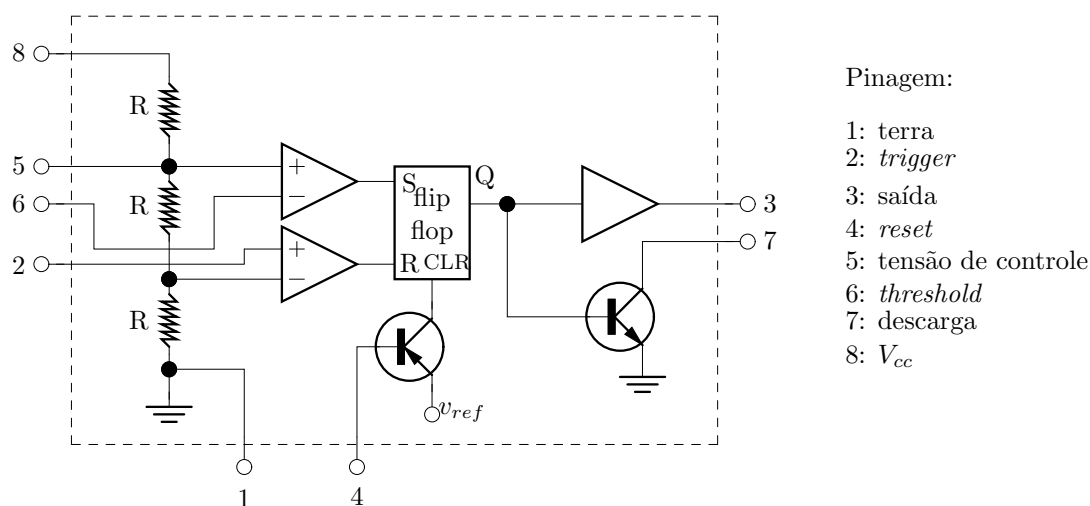 8
R
5
6
R
2
R
+
−
+
−
S
flip
flop
R CLR
Q
3
7
v_ref
1
4
Pinagem:
1: terra
2: trigger
3: saída
4: reset
5: tensão de controle
6: threshold
7: descarga
8: V_cc